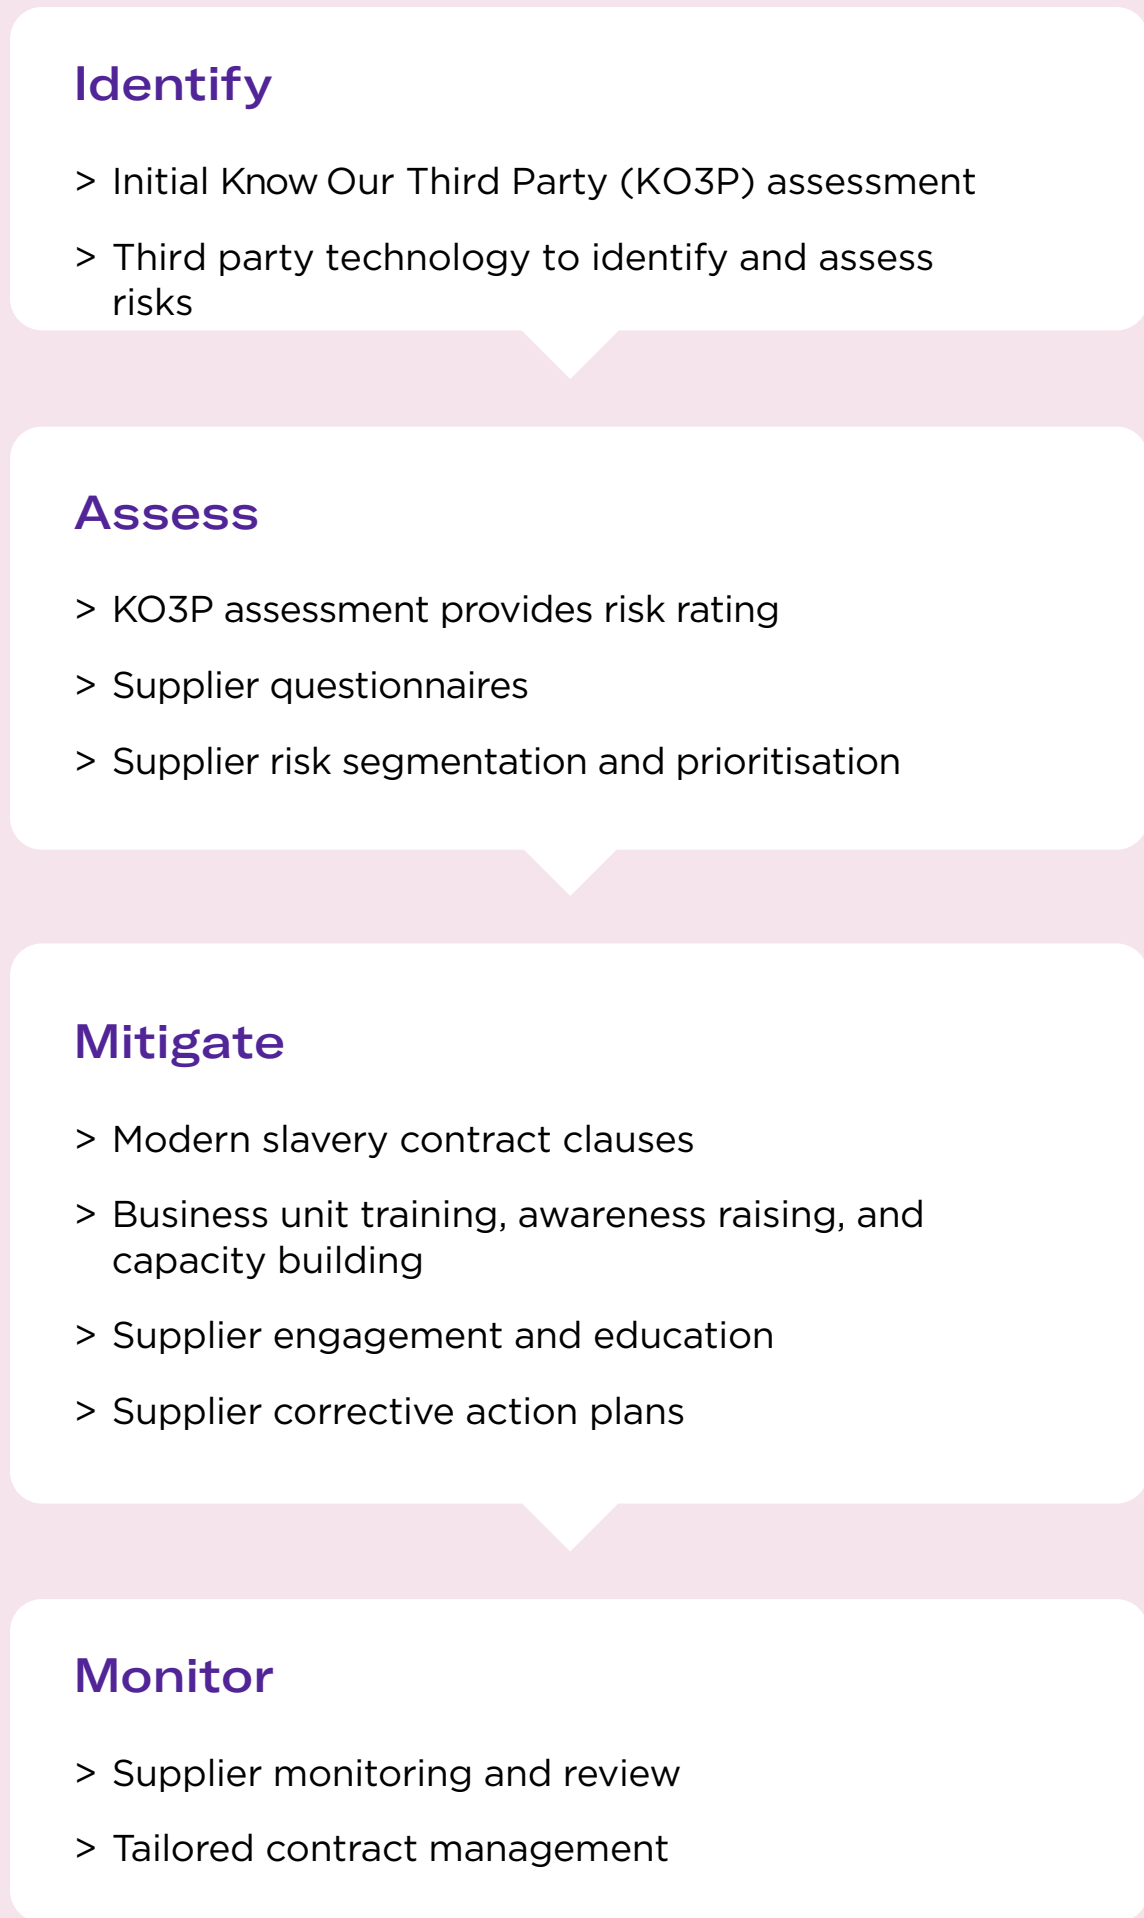 Identify
> Initial Know Our Third Party (KO3P) assessment
> Third party technology to identify and assess
risks
Assess
> KO3P assessment provides risk rating
> Supplier questionnaires
> Supplier risk segmentation and prioritisation
Mitigate
> Modern slavery contract clauses
> Business unit training, awareness raising, and
capacity building
> Supplier engagement and education
> Supplier corrective action plans
Monitor
> Supplier monitoring and review
> Tailored contract management